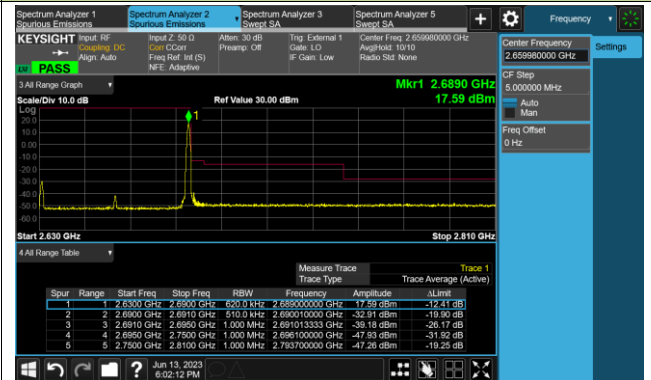 Spectrum Analyzer 1
Spurious Emissions
Spectrum Analyzer 2
Spurious Emissions
Spectrum Analyzer 3
Swept SA
Spectrum Analyzer 5
Swept SA
+
Frequency
KEYSIGHT
Input: RF
Coupling: DC
Align: Auto
Input Z: 50 Ω
Corr CCorr
Freq Ref: Int (S)
NFE: Adaptive
Atten: 30 dB
Preamp: Off
Trig: External 1
Gate: LO
IF Gain: Low
Center Freq: 2.659980000 GHz
Avg|Hold: 10/10
Radio Std: None
PASS
Center Frequency
2.659980000 GHz
Settings
CF Step
5.000000 MHz
Auto
Man
Freq Offset
0 Hz
3 All Range Graph
Mkr1 2.6890 GHz
Scale/Div 10.0 dB
Ref Value 30.00 dBm
17.59 dBm
Log
1
20.0
10.0
0.00
-10.0
-20.0
-30.0
-40.0
-50.0
-60.0
Start 2.630 GHz
Stop 2.810 GHz
4 All Range Table
Measure Trace Trace 1
Trace Type Trace Average (Active)
Spur Range Start Freq Stop Freq RBW Frequency Amplitude ΔLimit
1 1 2.6300 GHz 2.6900 GHz 620.0 kHz 2.689000000 GHz 17.59 dBm -12.41 dB
2 2 2.6900 GHz 2.6910 GHz 510.0 kHz 2.690010000 GHz -32.91 dBm -19.90 dB
3 3 2.6910 GHz 2.6950 GHz 1.000 MHz 2.691013333 GHz -39.18 dBm -26.17 dB
4 4 2.6950 GHz 2.7500 GHz 1.000 MHz 2.696100000 GHz -47.93 dBm -31.92 dB
5 5 2.7500 GHz 2.8100 GHz 1.000 MHz 2.793700000 GHz -47.26 dBm -19.25 dB
?
Jun 13, 2023
6:02:12 PM